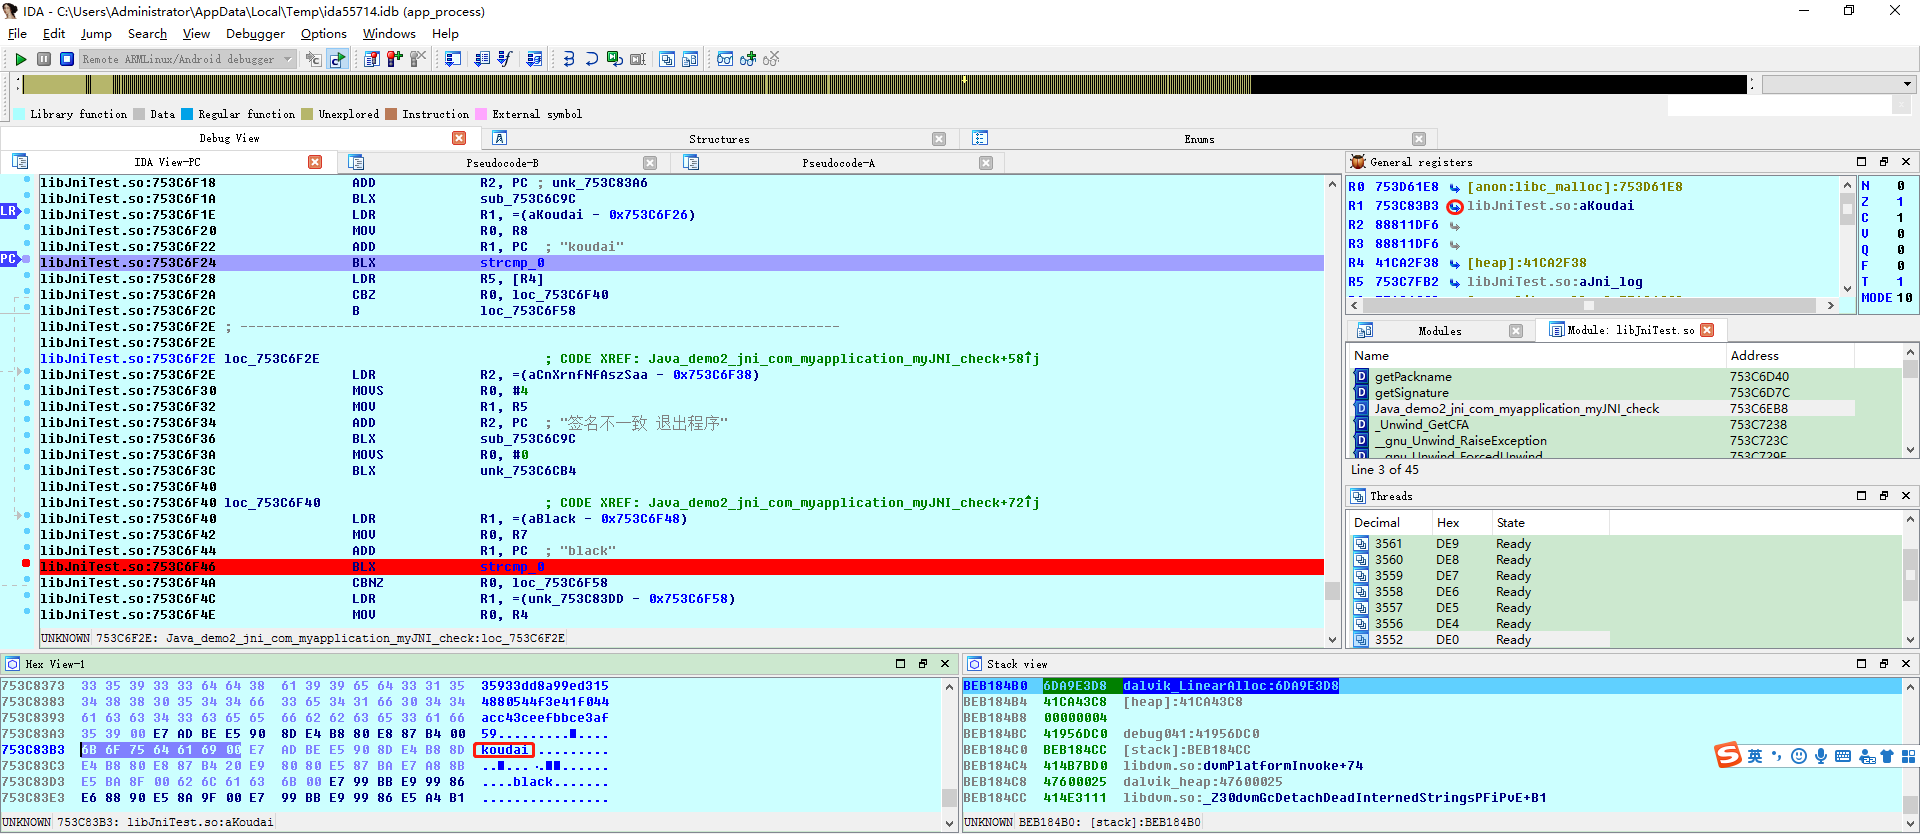 IDA - C:\Users\Administrator\AppData\Local\Temp\ida55714.idb (app_process)
File Edit Jump Search View Debugger Options Windows Help
Remote ARMLinux/Android debugger
Library function Data Regular function Unexplored Instruction External symbol
Debug View Structures Enums
IDA View-PC Pseudocode-B Pseudocode-A
libJniTest.so:753C6F18 ADD R2, PC ; unk_753C83A6
libJniTest.so:753C6F1A BLX sub_753C6C9C
LR libJniTest.so:753C6F1E LDR R1, =(aKoudai - 0x753C6F26)
libJniTest.so:753C6F20 MOV R0, R8
libJniTest.so:753C6F22 ADD R1, PC ; "koudai"
PC libJniTest.so:753C6F24 BLX strcmp_0
libJniTest.so:753C6F28 LDR R5, [R4]
libJniTest.so:753C6F2A CBZ R0, loc_753C6F40
libJniTest.so:753C6F2C B loc_753C6F58
libJniTest.so:753C6F2E ; ---------------------------------------------------------------------------
libJniTest.so:753C6F2E
libJniTest.so:753C6F2E loc_753C6F2E ; CODE XREF: Java_demo2_jni_com_myapplication_myJNI_check+58↑j
libJniTest.so:753C6F2E LDR R2, =(aCnXrnfNfAszSaa - 0x753C6F38)
libJniTest.so:753C6F30 MOVS R0, #4
libJniTest.so:753C6F32 MOV R1, R5
libJniTest.so:753C6F34 ADD R2, PC ; "签名不一致 退出程序"
libJniTest.so:753C6F36 BLX sub_753C6C9C
libJniTest.so:753C6F3A MOVS R0, #0
libJniTest.so:753C6F3C BLX unk_753C6CB4
libJniTest.so:753C6F40
libJniTest.so:753C6F40 loc_753C6F40 ; CODE XREF: Java_demo2_jni_com_myapplication_myJNI_check+72↑j
libJniTest.so:753C6F40 LDR R1, =(aBlack - 0x753C6F48)
libJniTest.so:753C6F42 MOV R0, R7
libJniTest.so:753C6F44 ADD R1, PC ; "black"
libJniTest.so:753C6F46 BLX strcmp_0
libJniTest.so:753C6F4A CBNZ R0, loc_753C6F58
libJniTest.so:753C6F4C LDR R1, =(unk_753C83DD - 0x753C6F58)
libJniTest.so:753C6F4E MOV R0, R4
UNKNOWN 753C6F2E: Java_demo2_jni_com_myapplication_myJNI_check:loc_753C6F2E
General registers
R0 753D61E8 [anon:libc_malloc]:753D61E8
R1 753C83B3 libJniTest.so:aKoudai
R2 88811DF6
R3 88811DF6
R4 41CA2F38 [heap]:41CA2F38
R5 753C7FB2 libJniTest.so:aJni_log
N 0
Z 1
C 1
V 0
Q 0
F 0
T 1
MODE 10
Modules Module: libJniTest.so
Name Address
getPackname 753C6D40
getSignature 753C6D7C
Java_demo2_jni_com_myapplication_myJNI_check 753C6EB8
_Unwind_GetCFA 753C7238
__gnu_Unwind_RaiseException 753C723C
__gnu_Unwind_ForcedUnwind 753C729F
Line 3 of 45
Threads
Decimal Hex State
3561 DE9 Ready
3560 DE8 Ready
3559 DE7 Ready
3558 DE6 Ready
3557 DE5 Ready
3556 DE4 Ready
3552 DE0 Ready
Hex View-1
753C8373 33 35 39 33 33 64 64 38 61 39 39 65 64 33 31 35 35933dd8a99ed315
753C8383 34 38 38 30 35 34 34 66 33 65 34 31 66 30 34 34 4880544f3e41f044
753C8393 61 63 63 34 33 63 65 65 66 62 62 63 65 33 61 66 acc43ceefbbce3af
753C83A3 35 39 00 E7 AD BE E5 90 8D E4 B8 80 E8 87 B4 00 59.........■....
753C83B3 6B 6F 75 64 61 69 00 E7 AD BE E5 90 8D E4 B8 8D koudai..........
753C83C3 E4 B8 80 E8 87 B4 20 E9 80 80 E5 87 BA E7 A8 8B ..■... .■■......
753C83D3 E5 BA 8F 00 62 6C 61 63 6B 00 E7 99 BB E9 99 86 ....black.......
753C83E3 E6 88 90 E5 8A 9F 00 E7 99 BB E9 99 86 E5 A4 B1 ................
UNKNOWN 753C83B3: libJniTest.so:aKoudai
Stack view
BEB184B0 6DA9E3D8 dalvik_LinearAlloc:6DA9E3D8
BEB184B4 41CA43C8 [heap]:41CA43C8
BEB184B8 00000004
BEB184BC 41956DC0 debug041:41956DC0
BEB184C0 BEB184CC [stack]:BEB184CC
BEB184C4 414B7BD0 libdvm.so:dvmPlatformInvoke+74
BEB184C8 47600025 dalvik_heap:47600025
BEB184CC 414E3111 libdvm.so:_Z30dvmGcDetachDeadInternedStringsPFiPvE+B1
UNKNOWN BEB184B0: [stack]:BEB184B0
S 英